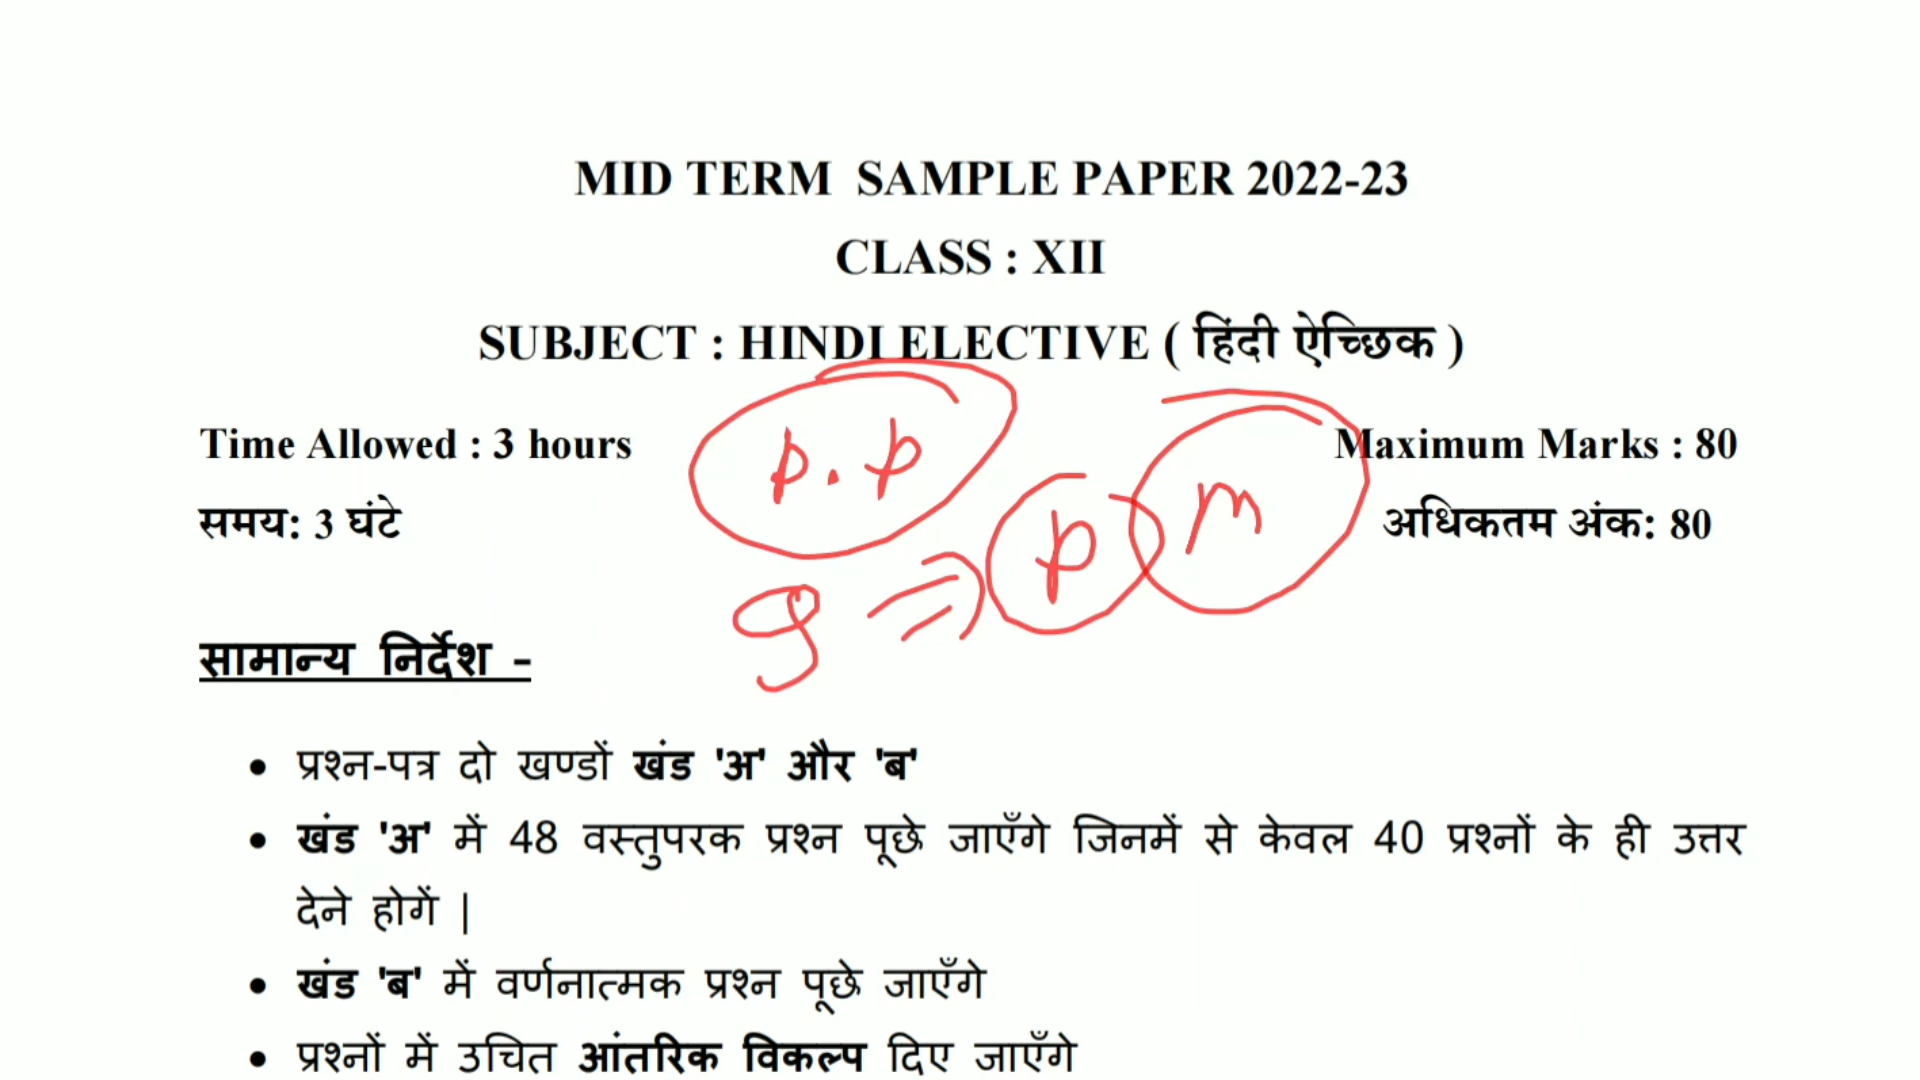 MID TERM SAMPLE PAPER 2022-23
CLASS : XII
SUBJECT : HINDI ELECTIVE ( हिंदी ऐच्छिक )
Time Allowed : 3 hours
Maximum Marks : 80
p.p
समय: 3 घंटे
p m
अधिकतम अंक: 80
सामान्य निर्देश -
• प्रश्न-पत्र दो खण्डों खंड 'अ' और 'ब'
• खंड 'अ' में 48 वस्तुपरक प्रश्न पूछे जाएँगे जिनमें से केवल 40 प्रश्नों के ही उत्तर
देने होगें |
• खंड 'ब' में वर्णनात्मक प्रश्न पूछे जाएँगे
• प्रश्नों में उचित आंतरिक विकल्प दिए जाएँगे